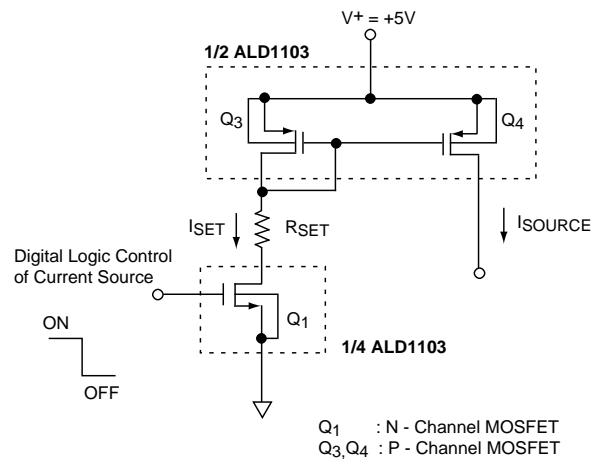 V+ = +5V
1/2 ALD1103
Q3
Q4
ISET
RSET
ISOURCE
Digital Logic Control
of Current Source
ON
OFF
Q1
1/4 ALD1103
Q1 : N - Channel MOSFET
Q3,Q4 : P - Channel MOSFET